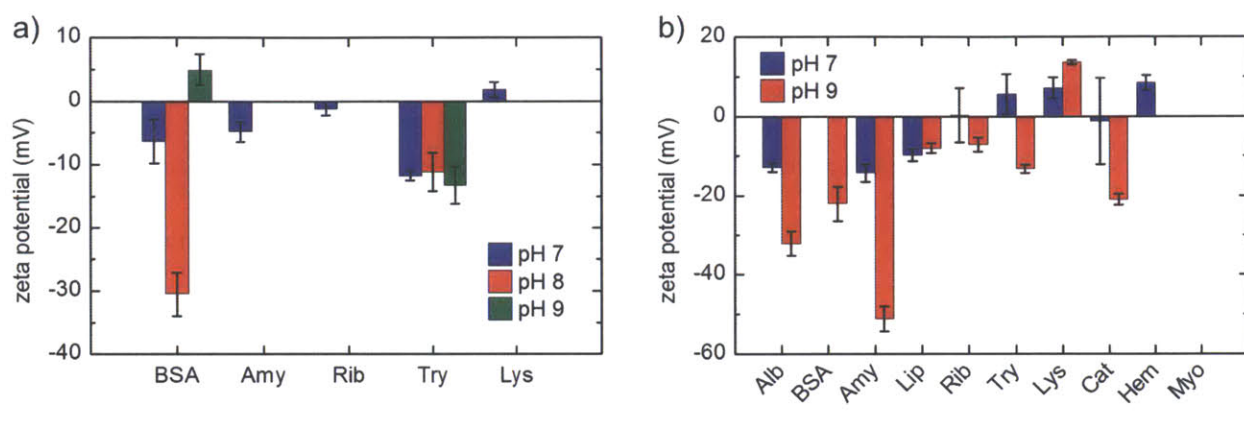 a)
zeta potential (mV)
10
0
-10
-20
-30
-40
pH 7
pH 8
pH 9
BSA Amy Rib Try Lys
b)
zeta potential (mV)
20
0
-20
-40
-60
pH 7
pH 9
Alb BSA Amy Lip Rib Try Lys Cat Hem Myo